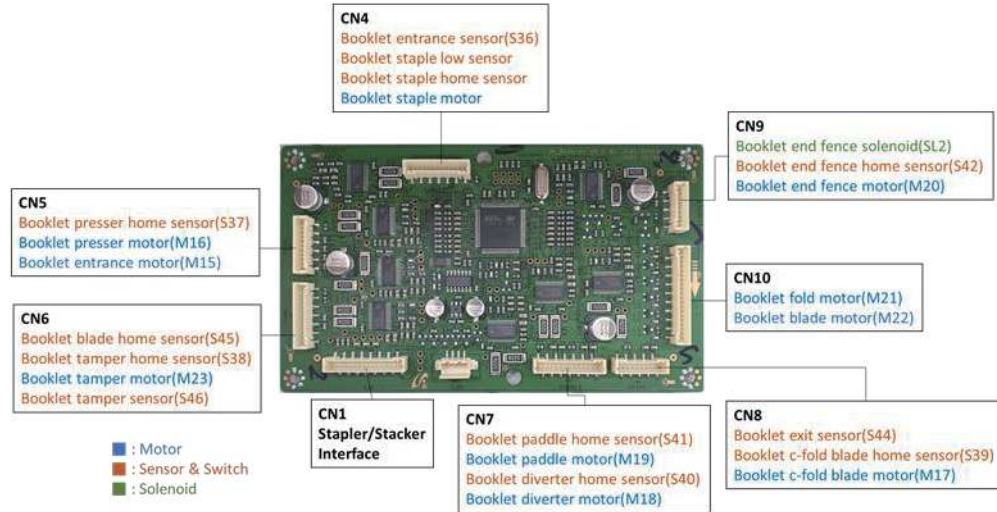 CN4
Booklet entrance sensor(S36)
Booklet staple low sensor
Booklet staple home sensor
Booklet staple motor
CN9
Booklet end fence solenoid(SL2)
Booklet end fence home sensor(S42)
Booklet end fence motor(M20)
CN5
Booklet presser home sensor(S37)
Booklet presser motor(M16)
Booklet entrance motor(M15)
CN10
Booklet fold motor(M21)
Booklet blade motor(M22)
CN6
Booklet blade home sensor(S45)
Booklet tamper home sensor(S38)
Booklet tamper motor(M23)
Booklet tamper sensor(S46)
CN1
Stapler/Stacker
Interface
CN7
Booklet paddle home sensor(S41)
Booklet paddle motor(M19)
Booklet diverter home sensor(S40)
Booklet diverter motor(M18)
CN8
Booklet exit sensor(S44)
Booklet c-fold blade home sensor(S39)
Booklet c-fold blade motor(M17)
: Motor
: Sensor & Switch
: Solenoid